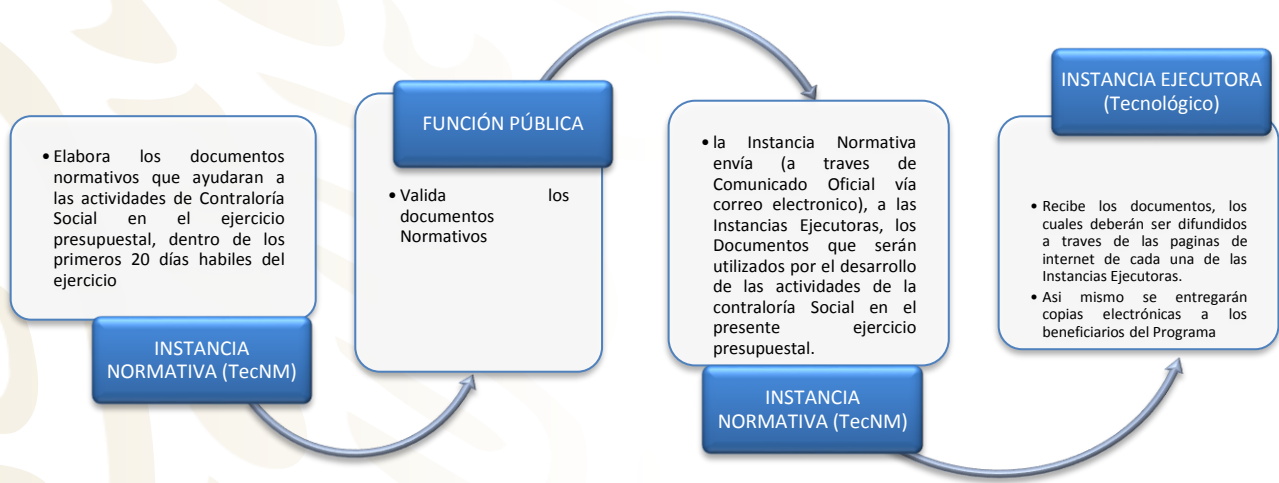 • Elabora los documentos
normativos que ayudaran a
las actividades de Contraloría
Social en el ejercicio
presupuestal, dentro de los
primeros 20 días habiles del
ejercicio
INSTANCIA
NORMATIVA (TecNM)
FUNCIÓN PÚBLICA
• Valida los
documentos
Normativos
• la Instancia Normativa
envía (a traves de
Comunicado Oficial vía
correo electronico), a las
Instancias Ejecutoras, los
Documentos que serán
utilizados por el desarrollo
de las actividades de la
contraloría Social en el
presente ejercicio
presupuestal.
INSTANCIA
NORMATIVA (TecNM)
INSTANCIA EJECUTORA
(Tecnológico)
• Recibe los documentos, los
cuales deberán ser difundidos
a traves de las paginas de
internet de cada una de las
Instancias Ejecutoras.
• Asi mismo se entregarán
copias electrónicas a los
beneficiarios del Programa